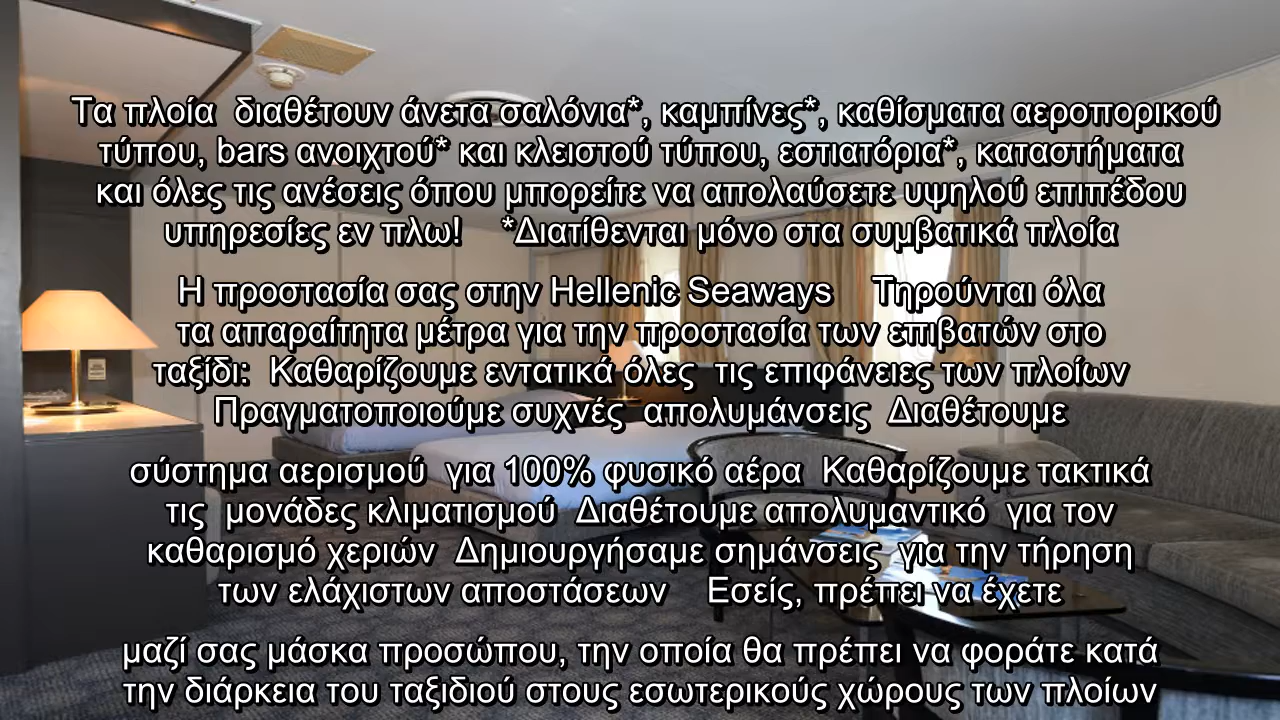 Τα πλοία  διαθέτουν άνετα σαλόνια*, καμπίνες*, καθίσματα αεροπορικού
τύπου, bars ανοιχτού* και κλειστού τύπου, εστιατόρια*, καταστήματα
και όλες τις ανέσεις όπου μπορείτε να απολαύσετε υψηλού επιπέδου
υπηρεσίες εν πλω!    *Διατίθενται μόνο στα συμβατικά πλοία
Η προστασία σας στην Hellenic Seaways    Τηρούνται όλα
τα απαραίτητα μέτρα για την προστασία των επιβατών στο
ταξίδι:  Καθαρίζουμε εντατικά όλες  τις επιφάνειες των πλοίων
Πραγματοποιούμε συχνές  απολυμάνσεις  Διαθέτουμε
σύστημα αερισμού  για 100% φυσικό αέρα  Καθαρίζουμε τακτικά
τις  μονάδες κλιματισμού  Διαθέτουμε απολυμαντικό  για τον
καθαρισμό χεριών  Δημιουργήσαμε σημάνσεις  για την τήρηση
των ελάχιστων αποστάσεων    Εσείς, πρέπει να έχετε
μαζί σας μάσκα προσώπου, την οποία θα πρέπει να φοράτε κατά
την διάρκεια του ταξιδιού στους εσωτερικούς χώρους των πλοίων